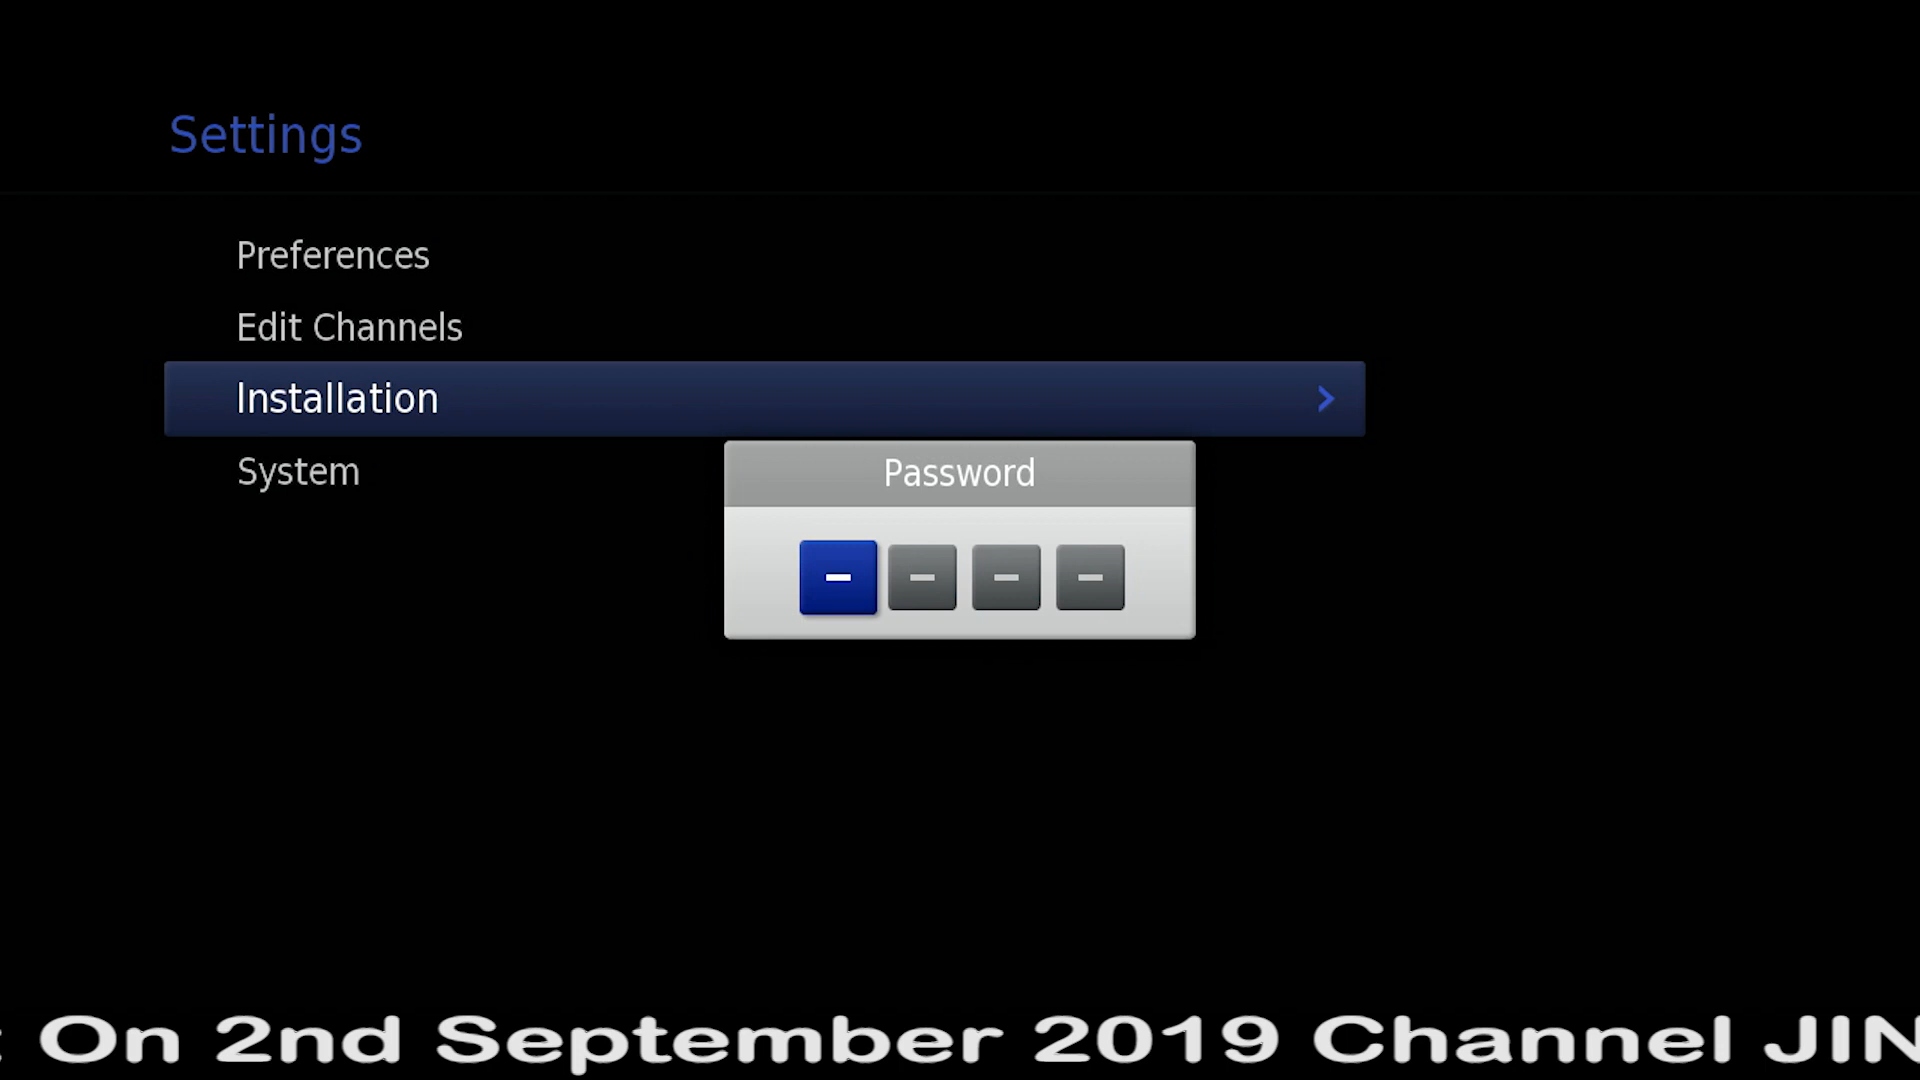 Settings
Preferences
Edit Channels
Installation
System
Password
On 2nd September 2019 Channel